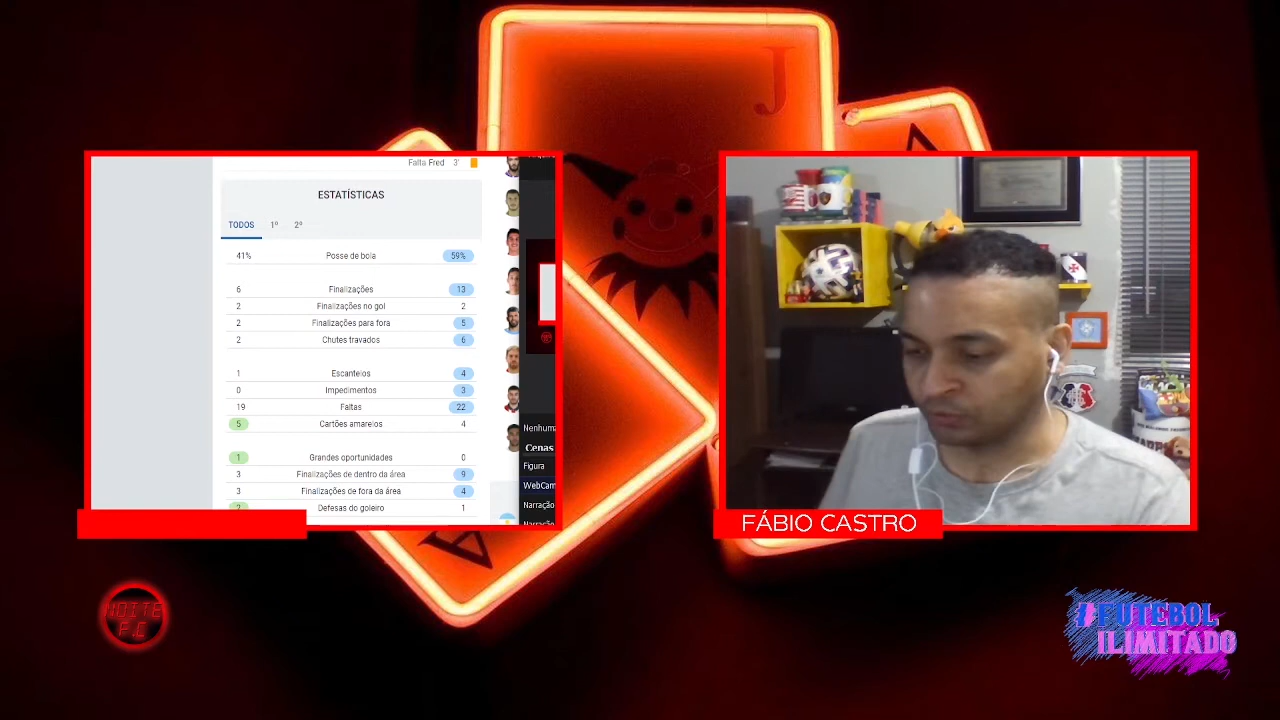 J
A
Falta Fred 3'
ESTATÍSTICAS
TODOS 1º 2º
41% Posse de bola 59%
6 Finalizações 13
2 Finalizações no gol 2
2 Finalizações para fora 5
2 Chutes travados 6
1 Escanteios 4
0 Impedimentos 3
19 Faltas 22
5 Cartões amarelos 4
1 Grandes oportunidades 0
3 Finalizações de dentro da área 9
3 Finalizações de fora da área 4
2 Defesas do goleiro 1
Nenhuma
Cenas
Figura
WebCam
Narração
Narração
FÁBIO CASTRO
A
NOITE
F.C
#FUTEBOL
ILIMITADO